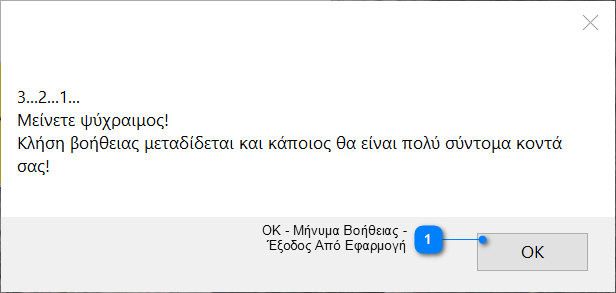 3...2...1...
Μείνετε ψύχραιμος!
Κλήση βοήθειας μεταδίδεται και κάποιος θα είναι πολύ σύντομα κοντά
σας!
OK - Μήνυμα Βοήθειας -
Έξοδος Από Εφαρμογή
1
OK